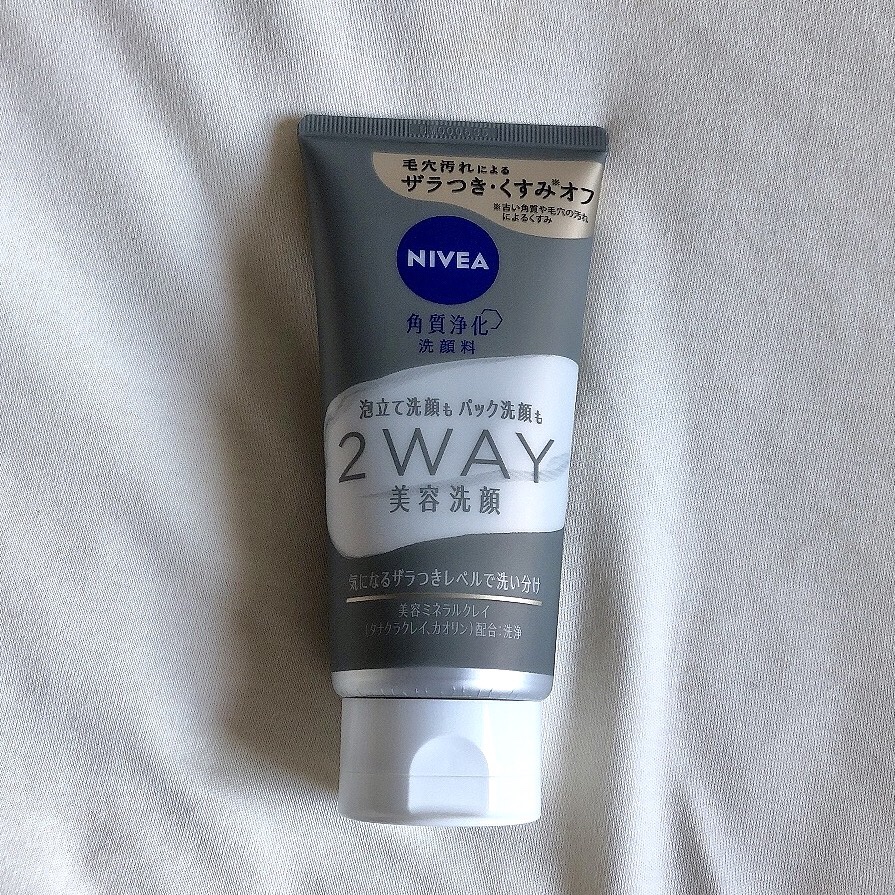 毛穴汚れによる
ザラつき・くすみ※オフ
※古い角質や毛穴の汚れ
によるくすみ
NIVEA
角質浄化
洗顔料
泡立て洗顔も パック洗顔も
2WAY
美容洗顔
気になるザラつきレベルで洗い分け
美容ミネラルクレイ
(タナクラクレイ、カオリン)配合:洗浄